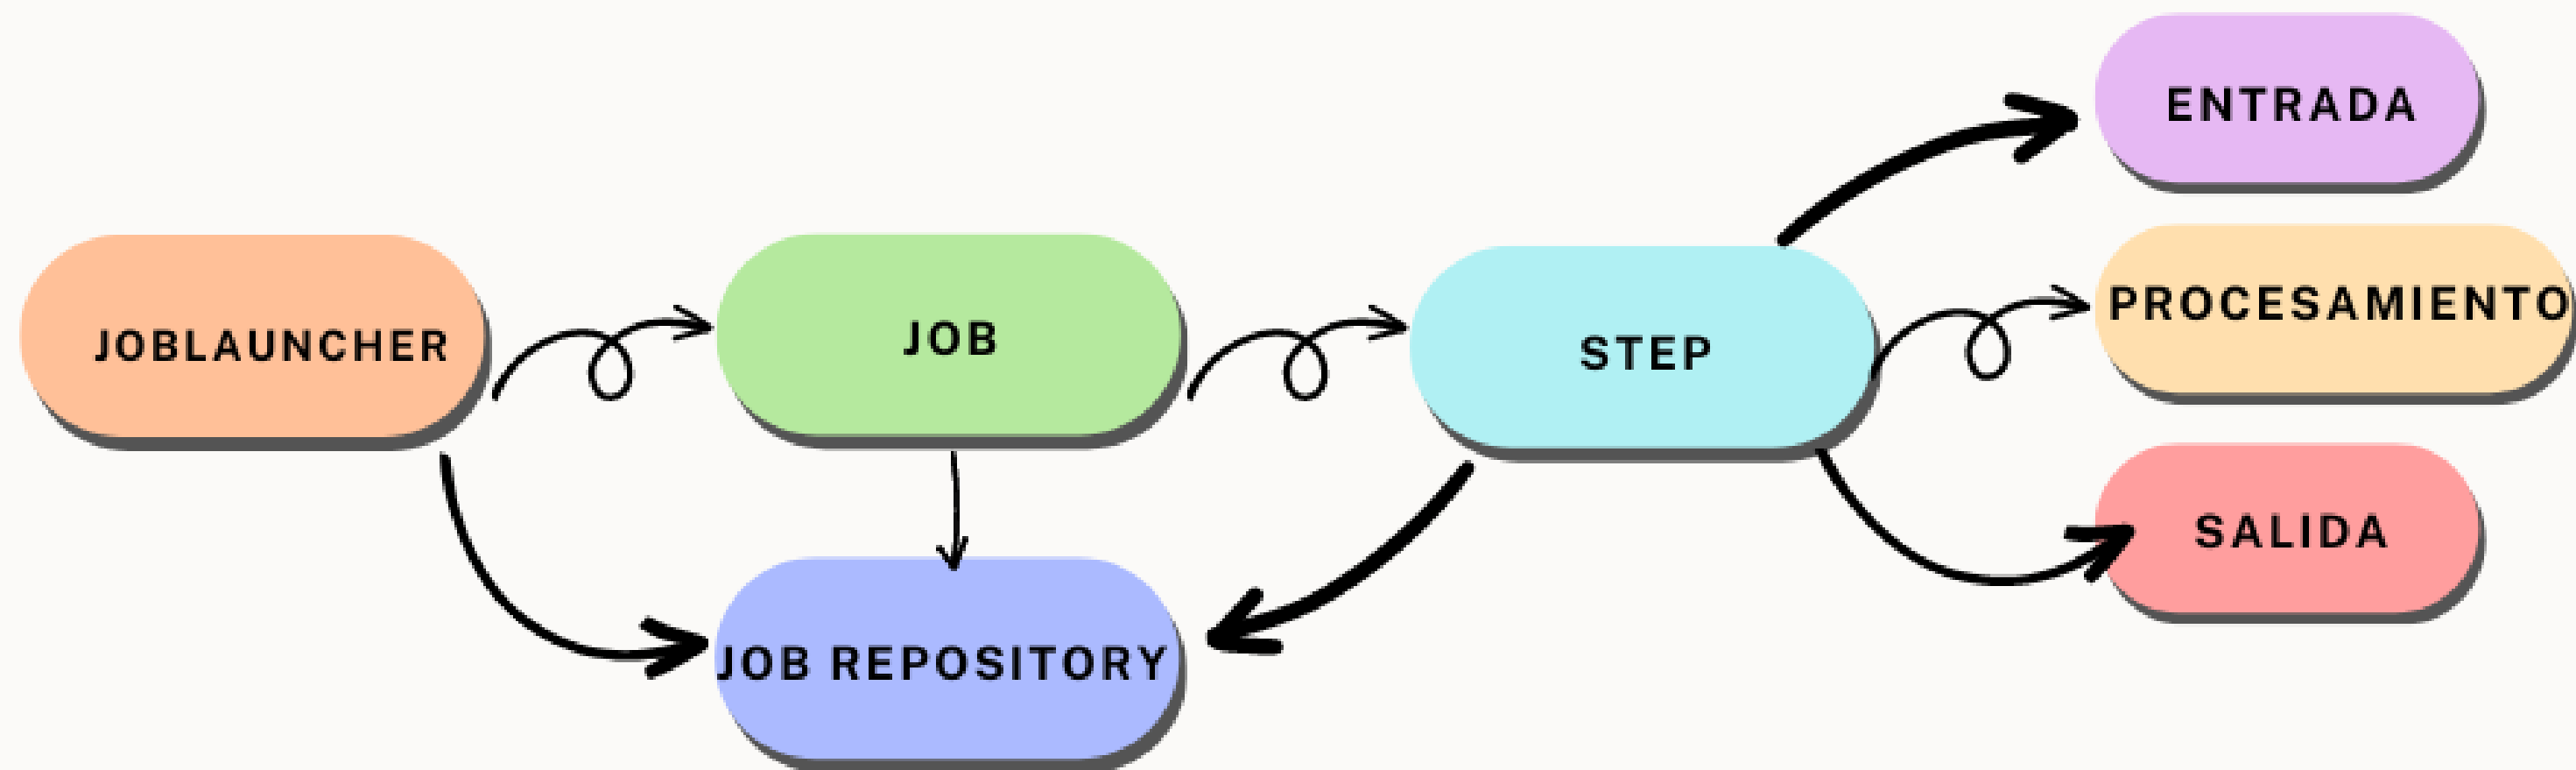 JOBLAUNCHER
JOB
STEP
ENTRADA
PROCESAMIENTO
SALIDA
JOB REPOSITORY